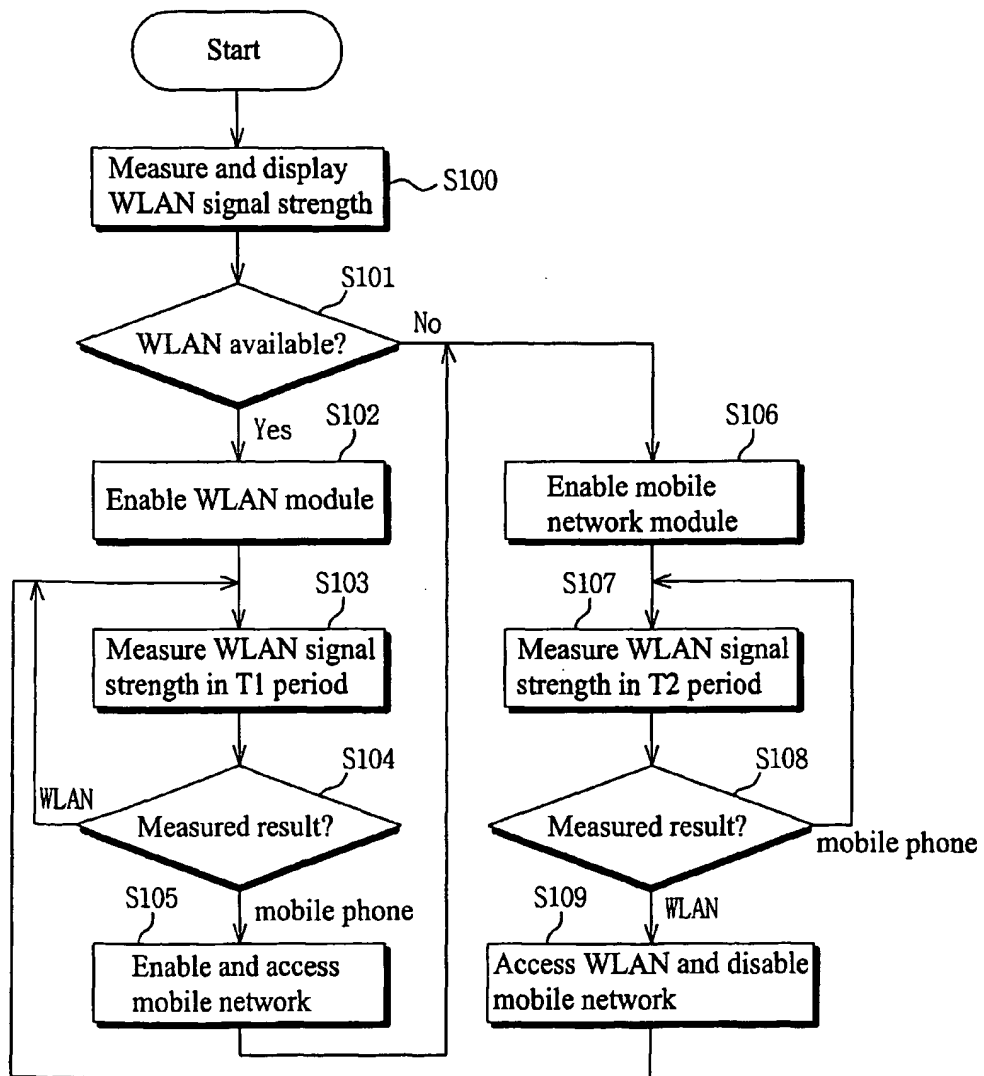 Start
Measure and display
WLAN signal strength
S100
S101
WLAN available?
No
Yes
S102
Enable WLAN module
S106
Enable mobile
network module
S103
Measure WLAN signal
strength in T1 period
S107
Measure WLAN signal
strength in T2 period
S104
WLAN
Measured result?
mobile phone
S108
Measured result?
mobile phone
WLAN
S105
Enable and access
mobile network
S109
Access WLAN and disable
mobile network